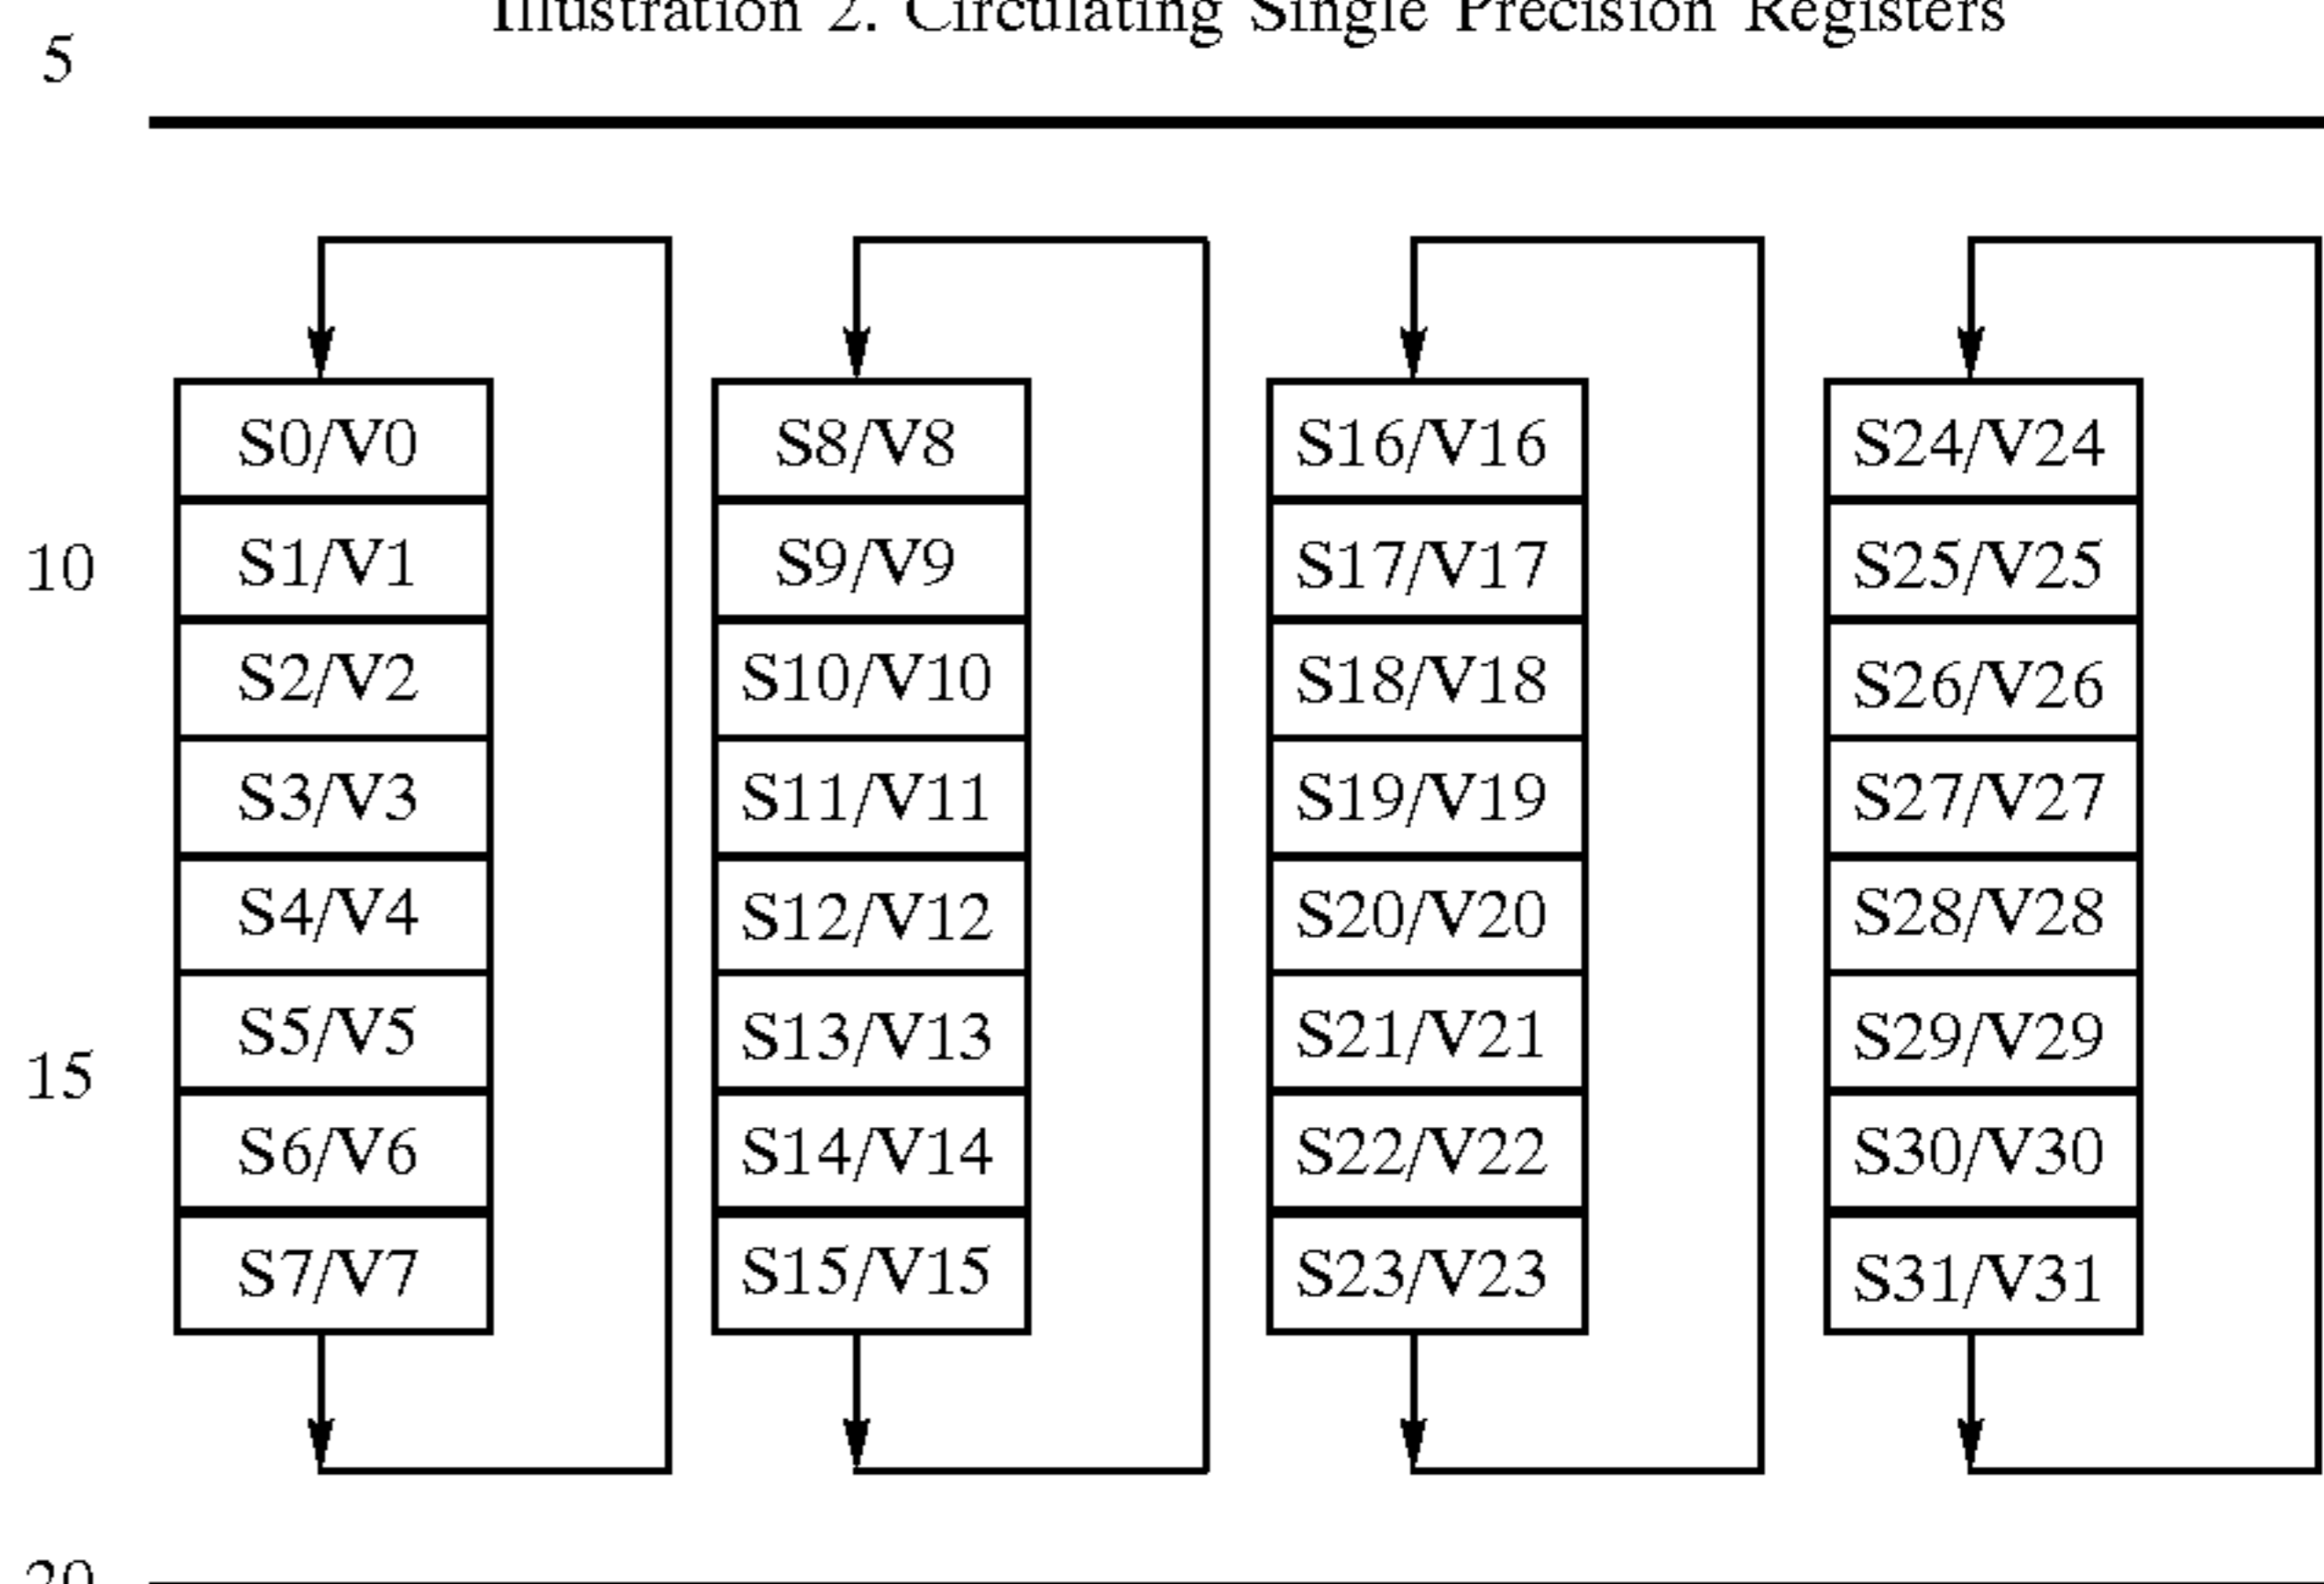 Illustration 2. Circulating Single Precision Registers
5
S0/V0 S8/V8 S16/V16 S24/V24
10 S1/V1 S9/V9 S17/V17 S25/V25
S2/V2 S10/V10 S18/V18 S26/V26
S3/V3 S11/V11 S19/V19 S27/V27
S4/V4 S12/V12 S20/V20 S28/V28
15 S5/V5 S13/V13 S21/V21 S29/V29
S6/V6 S14/V14 S22/V22 S30/V30
S7/V7 S15/V15 S23/V23 S31/V31
20